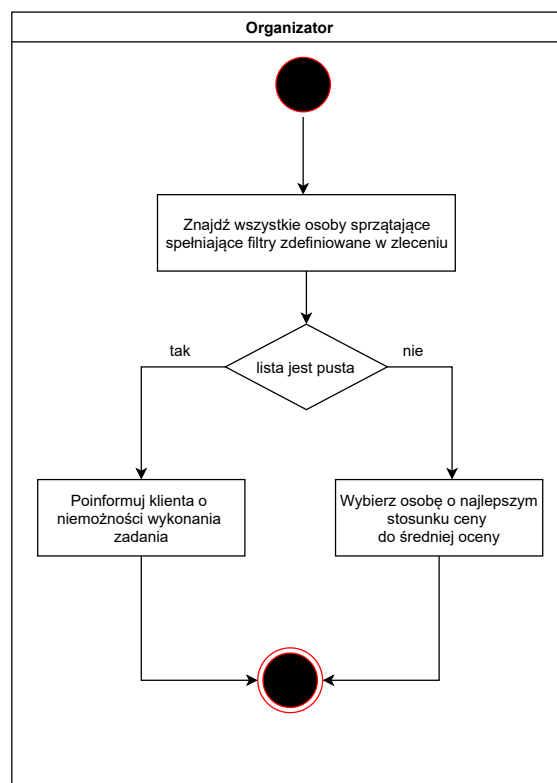 Organizator
Znajdź wszystkie osoby sprzątające
spełniające filtry zdefiniowane w zleceniu
tak
nie
lista jest pusta
Poinformuj klienta o
niemożności wykonania
zadania
Wybierz osobę o najlepszym
stosunku ceny
do średniej oceny